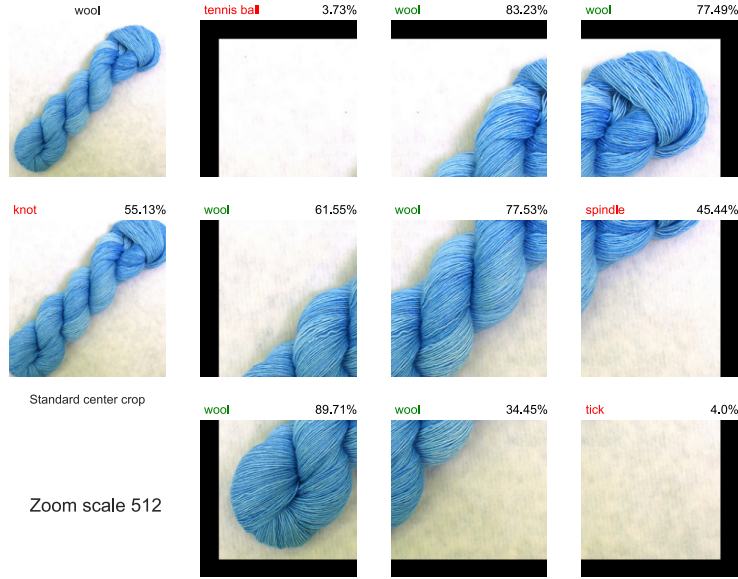 wool
tennis ball 3.73%
wool 83.23%
wool 77.49%
knot 55.13%
wool 61.55%
wool 77.53%
spindle 45.44%
Standard center crop
wool 89.71%
wool 34.45%
tick 4.0%
Zoom scale 512